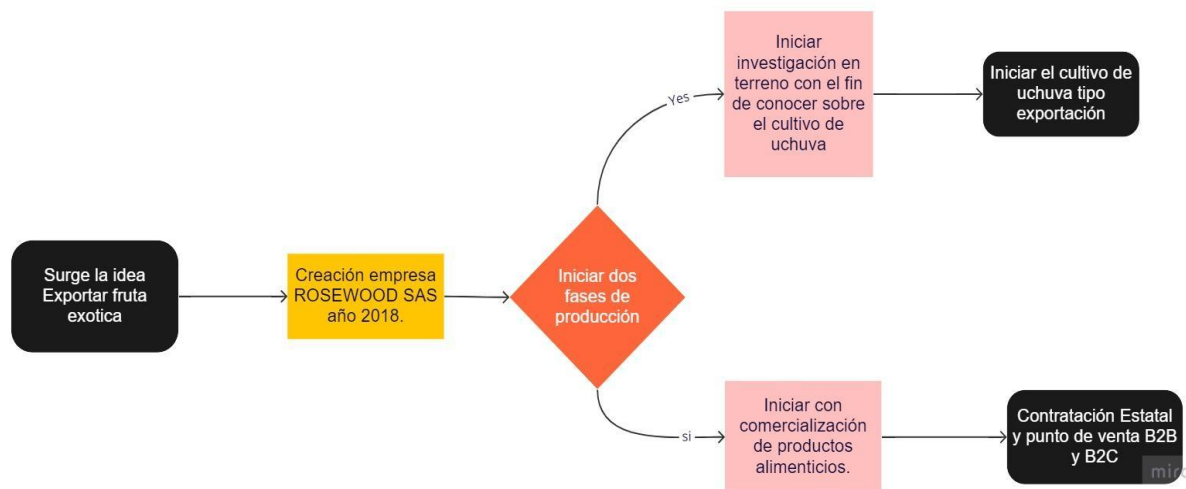 Surge la idea
Exportar fruta
exotica
Creación empresa
ROSEWOOD SAS
año 2018.
Iniciar dos
fases de
producción
Yes
Iniciar
investigación en
terreno con el fin
de conocer sobre
el cultivo de
uchuva
Iniciar el cultivo de
uchuva tipo
exportación
si
Iniciar con
comercialización
de productos
alimenticios.
Contratación Estatal
y punto de venta B2B
y B2C